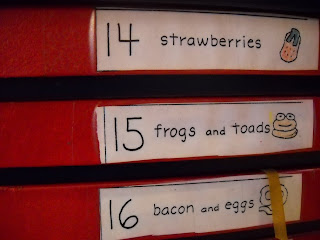 14 strawberries
15 frogs and toads
16 bacon and eggs